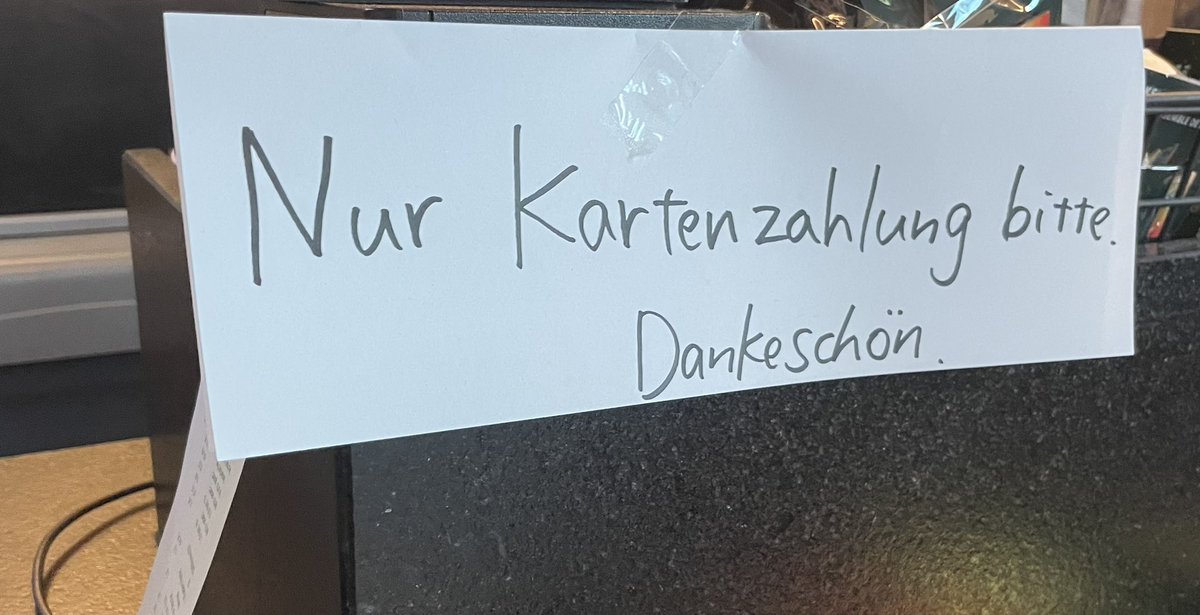 Nur Kartenzahlung bitte.
Dankeschön.